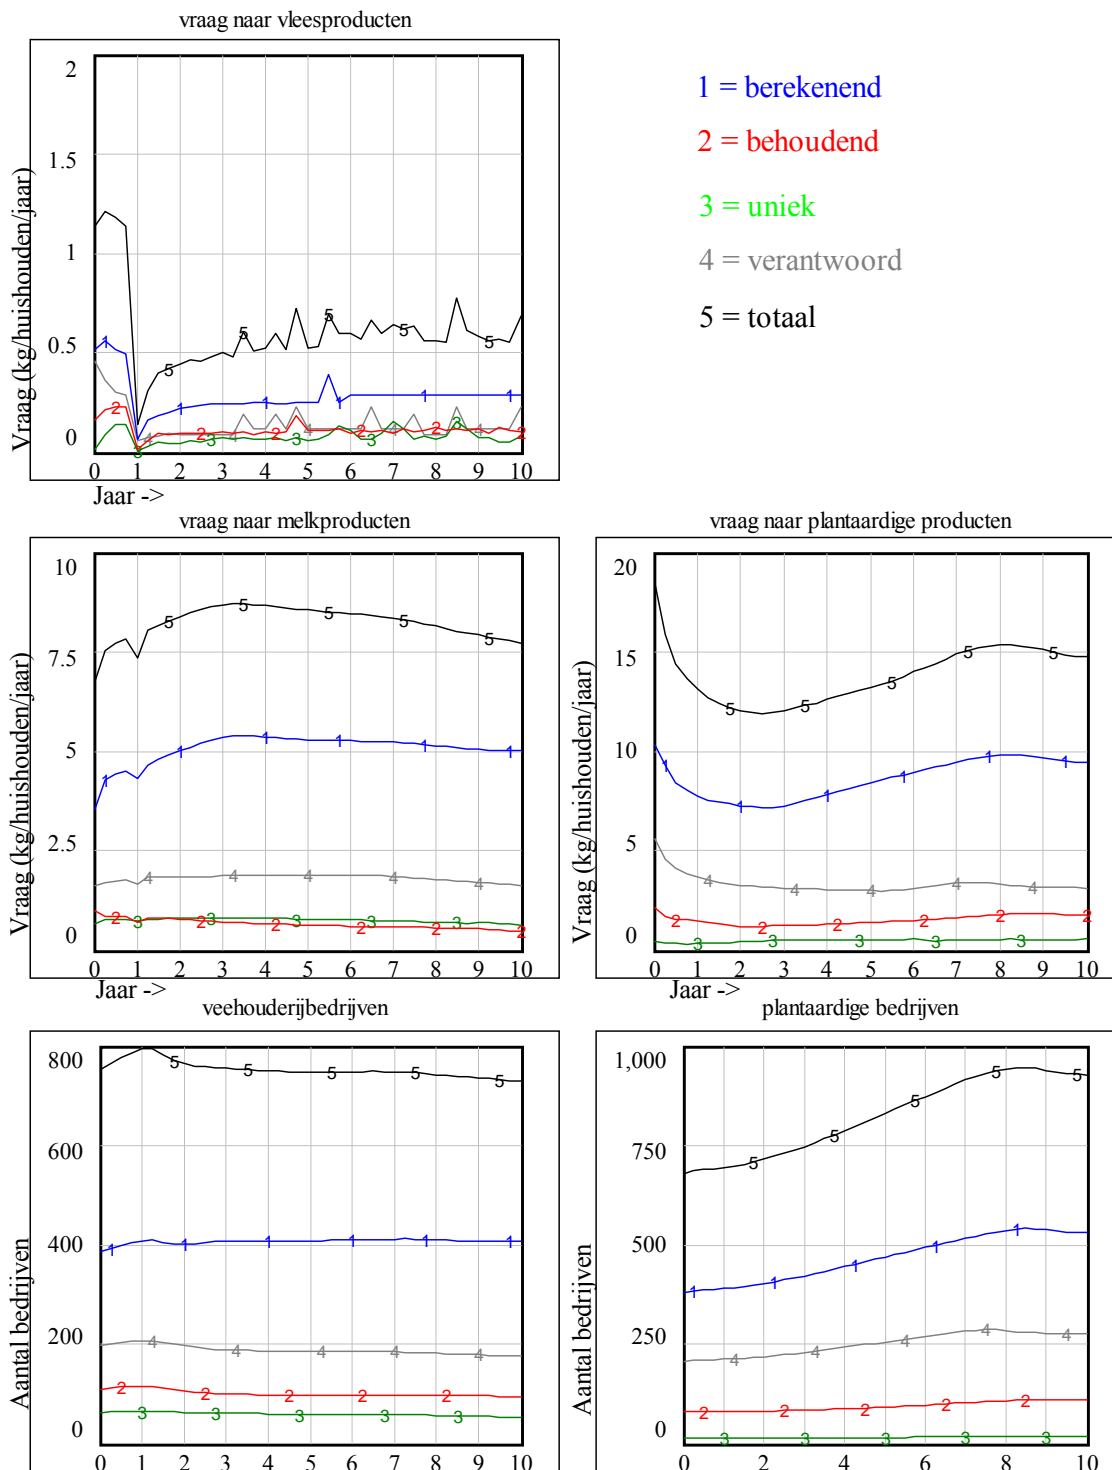 vraag naar vleesproducten
2
1.5
1
0.5
0
Vraag (kg/huishouden/jaar)
0 1 2 3 4 5 6 7 8 9 10
Jaar ->
1 = berekenend
2 = behoudend
3 = uniek
4 = verantwoord
5 = totaal
vraag naar melkproducten
10
7.5
5
2.5
0
Vraag (kg/huishouden/jaar)
0 1 2 3 4 5 6 7 8 9 10
Jaar ->
vraag naar plantaardige producten
20
15
10
5
0
Vraag (kg/huishouden/jaar)
0 1 2 3 4 5 6 7 8 9 10
Jaar ->
veehouderijbedrijven
800
600
400
200
0
Aantal bedrijven
0 1 2 3 4 5 6 7 8 9 10
plantaardige bedrijven
1,000
750
500
250
0
Aantal bedrijven
0 2 4 6 8 10